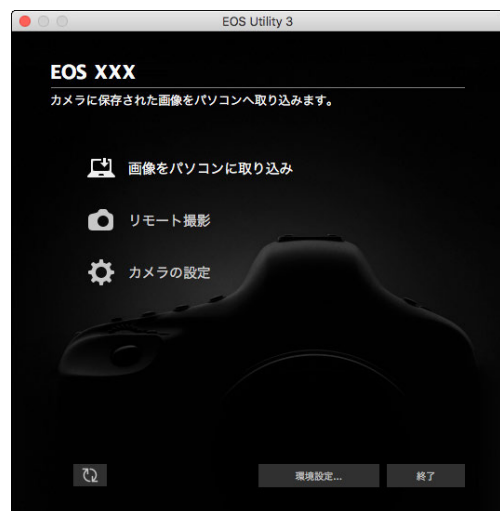 EOS Utility 3
EOS XXX
カメラに保存された画像をパソコンへ取り込みます。
画像をパソコンに取り込み
リモート撮影
カメラの設定
環境設定...
終了